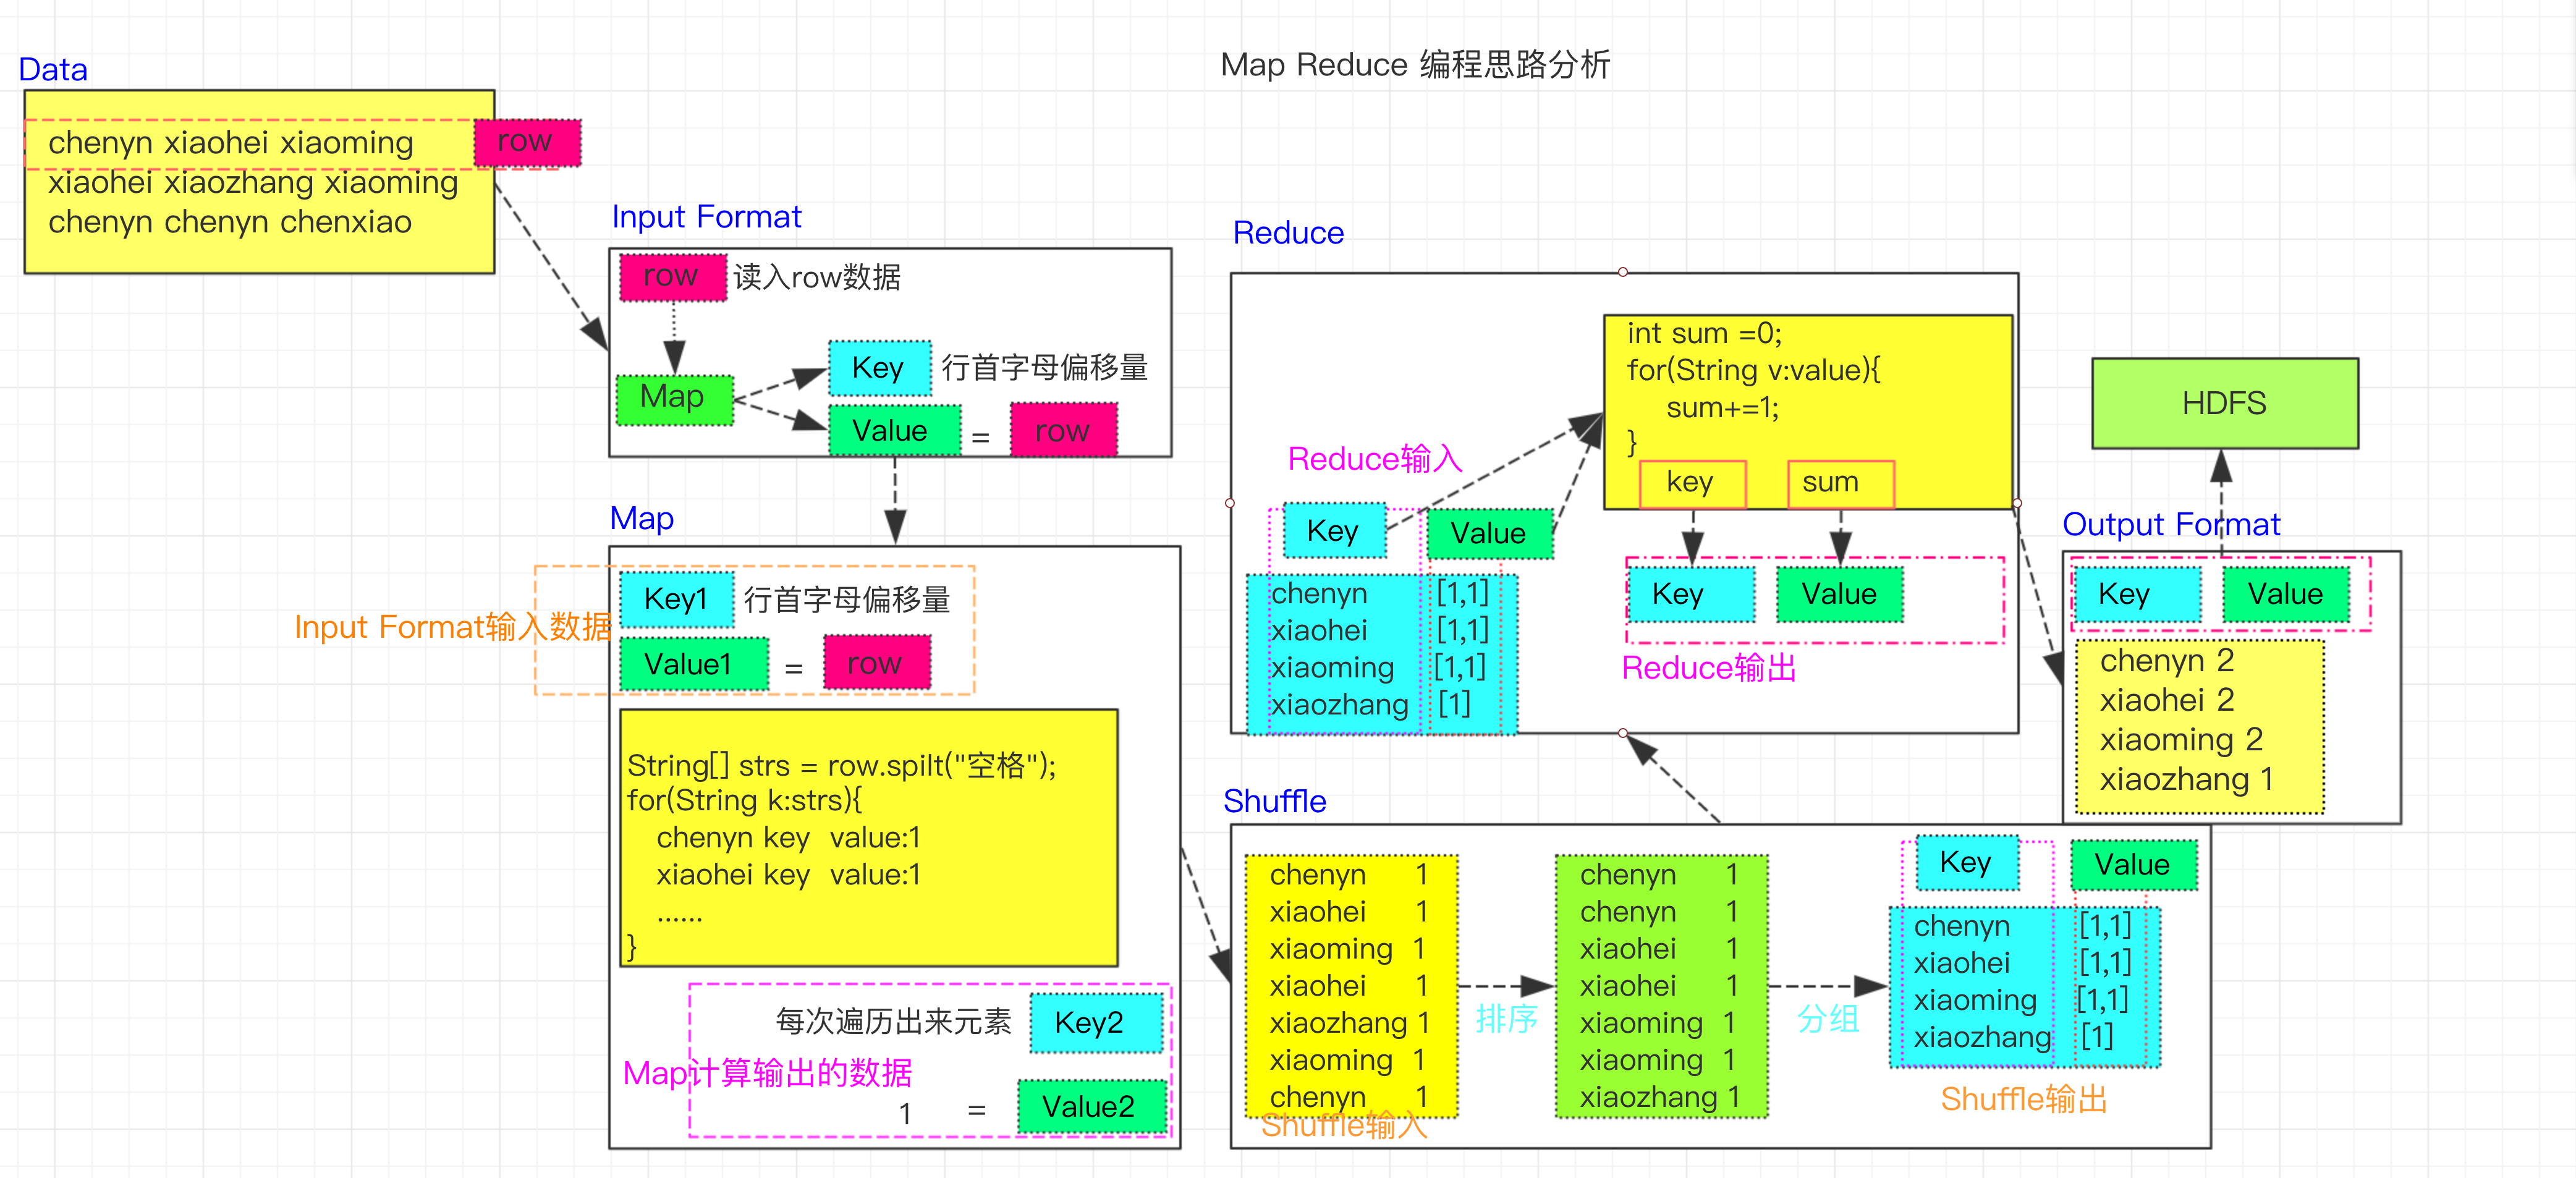 Map Reduce 编程思路分析
Data
chenyn xiaohei xiaoming
row
xiaohei xiaozhang xiaoming
chenyn chenyn chenxiao
Input Format
row 读入row数据
Map
Key 行首字母偏移量
Value = row
Map
Input Format输入数据
Key1 行首字母偏移量
Value1 = row
String[] strs = row.spilt("空格");
for(String k:strs){
chenyn key value:1
xiaohei key value:1
......
}
每次遍历出来元素 Key2
Map计算输出的数据
1 = Value2
Reduce
Reduce输入
Key Value
chenyn [1,1]
xiaohei [1,1]
xiaoming [1,1]
xiaozhang [1]
int sum =0;
for(String v:value){
sum+=1;
}
key sum
Key Value
Reduce输出
Shuffle
chenyn 1
xiaohei 1
xiaoming 1
xiaohei 1
xiaozhang 1
xiaoming 1
chenyn 1
Shuffle输入
排序
chenyn 1
chenyn 1
xiaohei 1
xiaohei 1
xiaoming 1
xiaoming 1
xiaozhang 1
分组
Key Value
chenyn [1,1]
xiaohei [1,1]
xiaoming [1,1]
xiaozhang [1]
Shuffle输出
HDFS
Output Format
Key Value
chenyn 2
xiaohei 2
xiaoming 2
xiaozhang 1